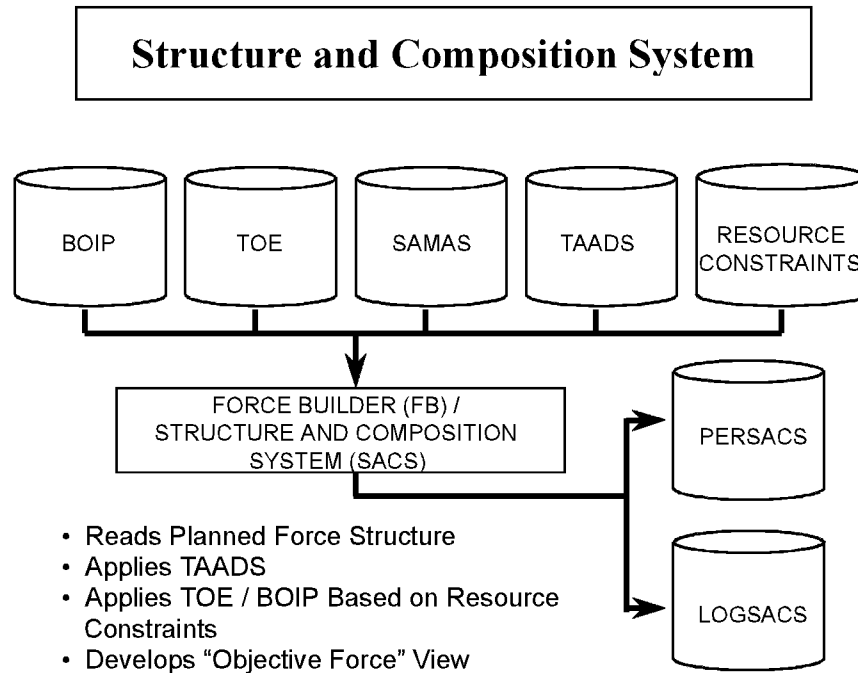 Structure and Composition System
BOIP
TOE
SAMAS
TAADS
RESOURCE
CONSTRAINTS
FORCE BUILDER (FB) /
STRUCTURE AND COMPOSITION
SYSTEM (SACS)
PERSACS
LOGSACS
• Reads Planned Force Structure
• Applies TAADS
• Applies TOE / BOIP Based on Resource
Constraints
• Develops “Objective Force” View